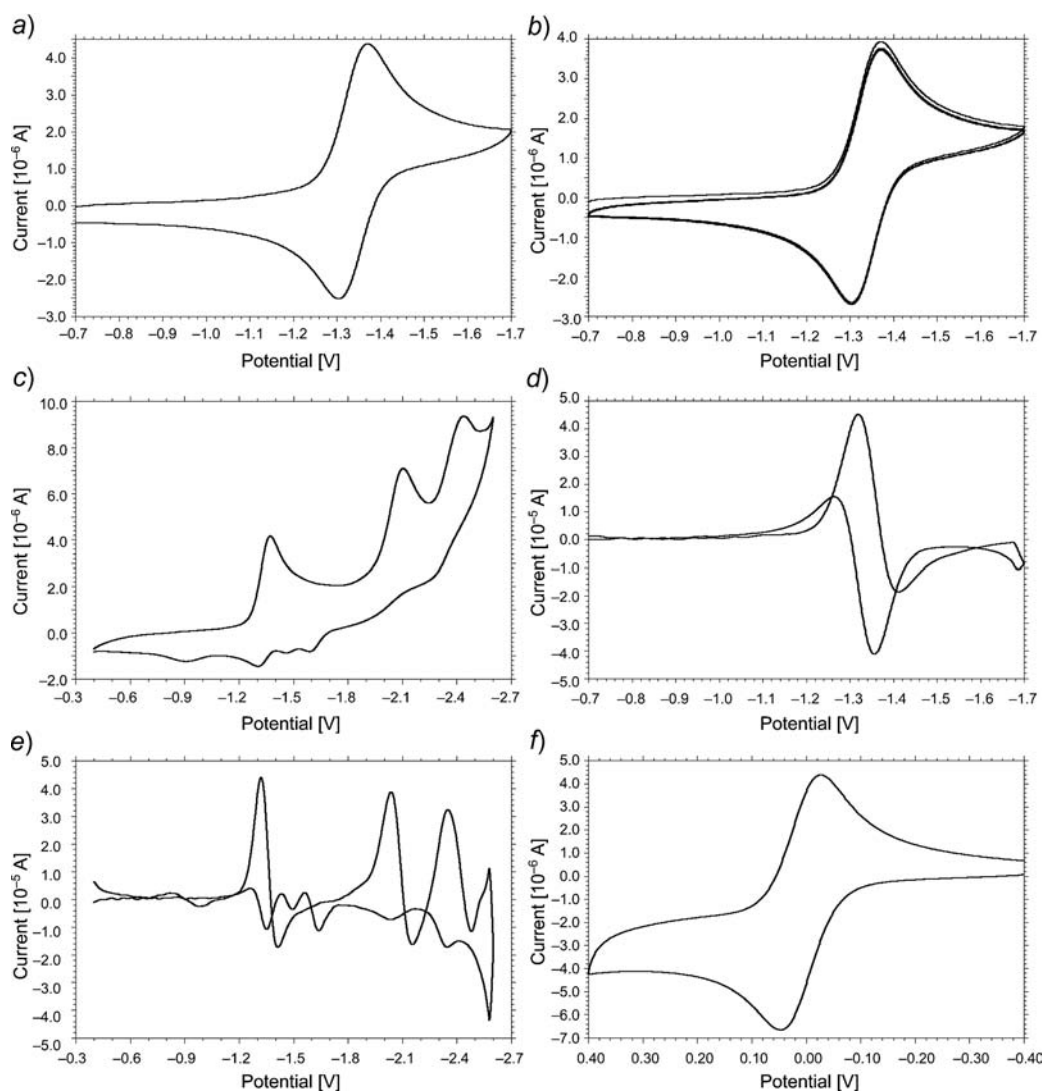 a)
4.0
3.0
2.0
1.0
0.0
–1.0
–2.0
–3.0
Current [10⁻⁶ A]
–0.7 –0.8 –0.9 –1.0 –1.1 –1.2 –1.3 –1.4 –1.5 –1.6 –1.7
Potential [V]
b)
4.0
3.0
2.0
1.0
0.0
–1.0
–2.0
–3.0
Current [10⁻⁶ A]
–0.7 –0.8 –0.9 –1.0 –1.1 –1.2 –1.3 –1.4 –1.5 –1.6 –1.7
Potential [V]
c)
10.0
8.0
6.0
4.0
2.0
0.0
–2.0
Current [10⁻⁶ A]
–0.3 –0.6 –0.9 –1.2 –1.5 –1.8 –2.1 –2.4 –2.7
Potential [V]
d)
5.0
4.0
3.0
2.0
1.0
0.0
–1.0
–2.0
–3.0
–4.0
5.0
Current [10⁻⁵ A]
–0.7 –0.8 –0.9 –1.0 –1.1 –1.2 –1.3 –1.4 –1.5 –1.6 –1.7
Potential [V]
e)
5.0
4.0
3.0
2.0
1.0
0.0
–1.0
–2.0
–3.0
–4.0
5.0
Current [10⁻⁵ A]
–0.3 –0.6 –0.9 –1.2 –1.5 –1.8 –2.1 –2.4 –2.7
Potential [V]
f)
5.0
4.0
3.0
2.0
1.0
0.0
–1.0
–2.0
–3.0
–4.0
–5.0
–6.0
–7.0
Current [10⁻⁶ A]
0.40 0.30 0.20 0.10 0.00 –0.10 –0.20 –0.30 –0.40
Potential [V]